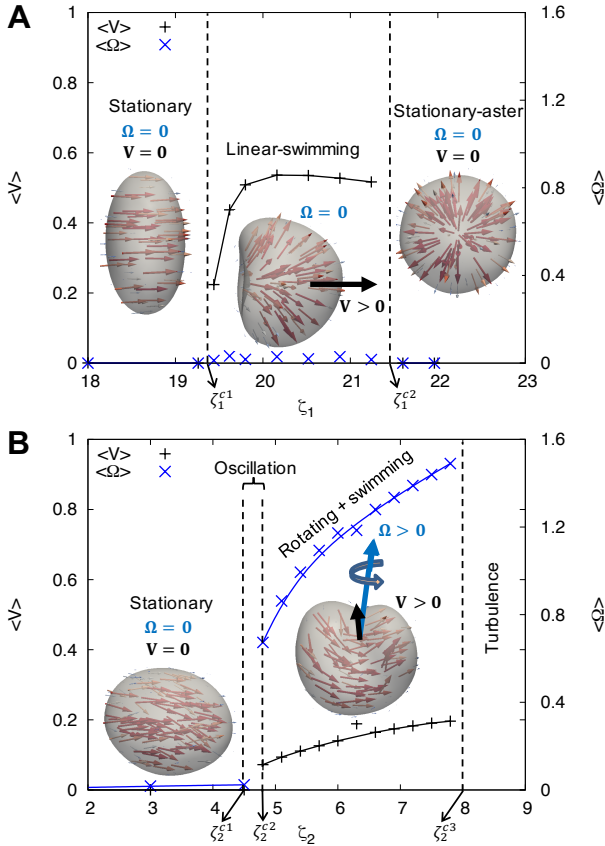 A
<V> +
<Ω> ×
1
0.8
0.6
0.4
0.2
0
<V>
1.6
1.2
0.8
0.4
0
<Ω>
Stationary
Ω = 0
V = 0
Linear-swimming
Ω = 0
V > 0
Stationary-aster
Ω = 0
V = 0
18 19 20 21 22 23
ζ₁ᶜ¹ ζ₁ ζ₁ᶜ²
B
<V> +
<Ω> ×
1
0.8
0.6
0.4
0.2
0
<V>
1.6
1.2
0.8
0.4
0
<Ω>
Oscillation
Stationary
Ω = 0
V = 0
Rotating + swimming
Ω > 0
V > 0
Turbulence
2 3 4 5 6 7 8 9
ζ₂ᶜ¹ ζ₂ᶜ² ζ₂ ζ₂ᶜ³